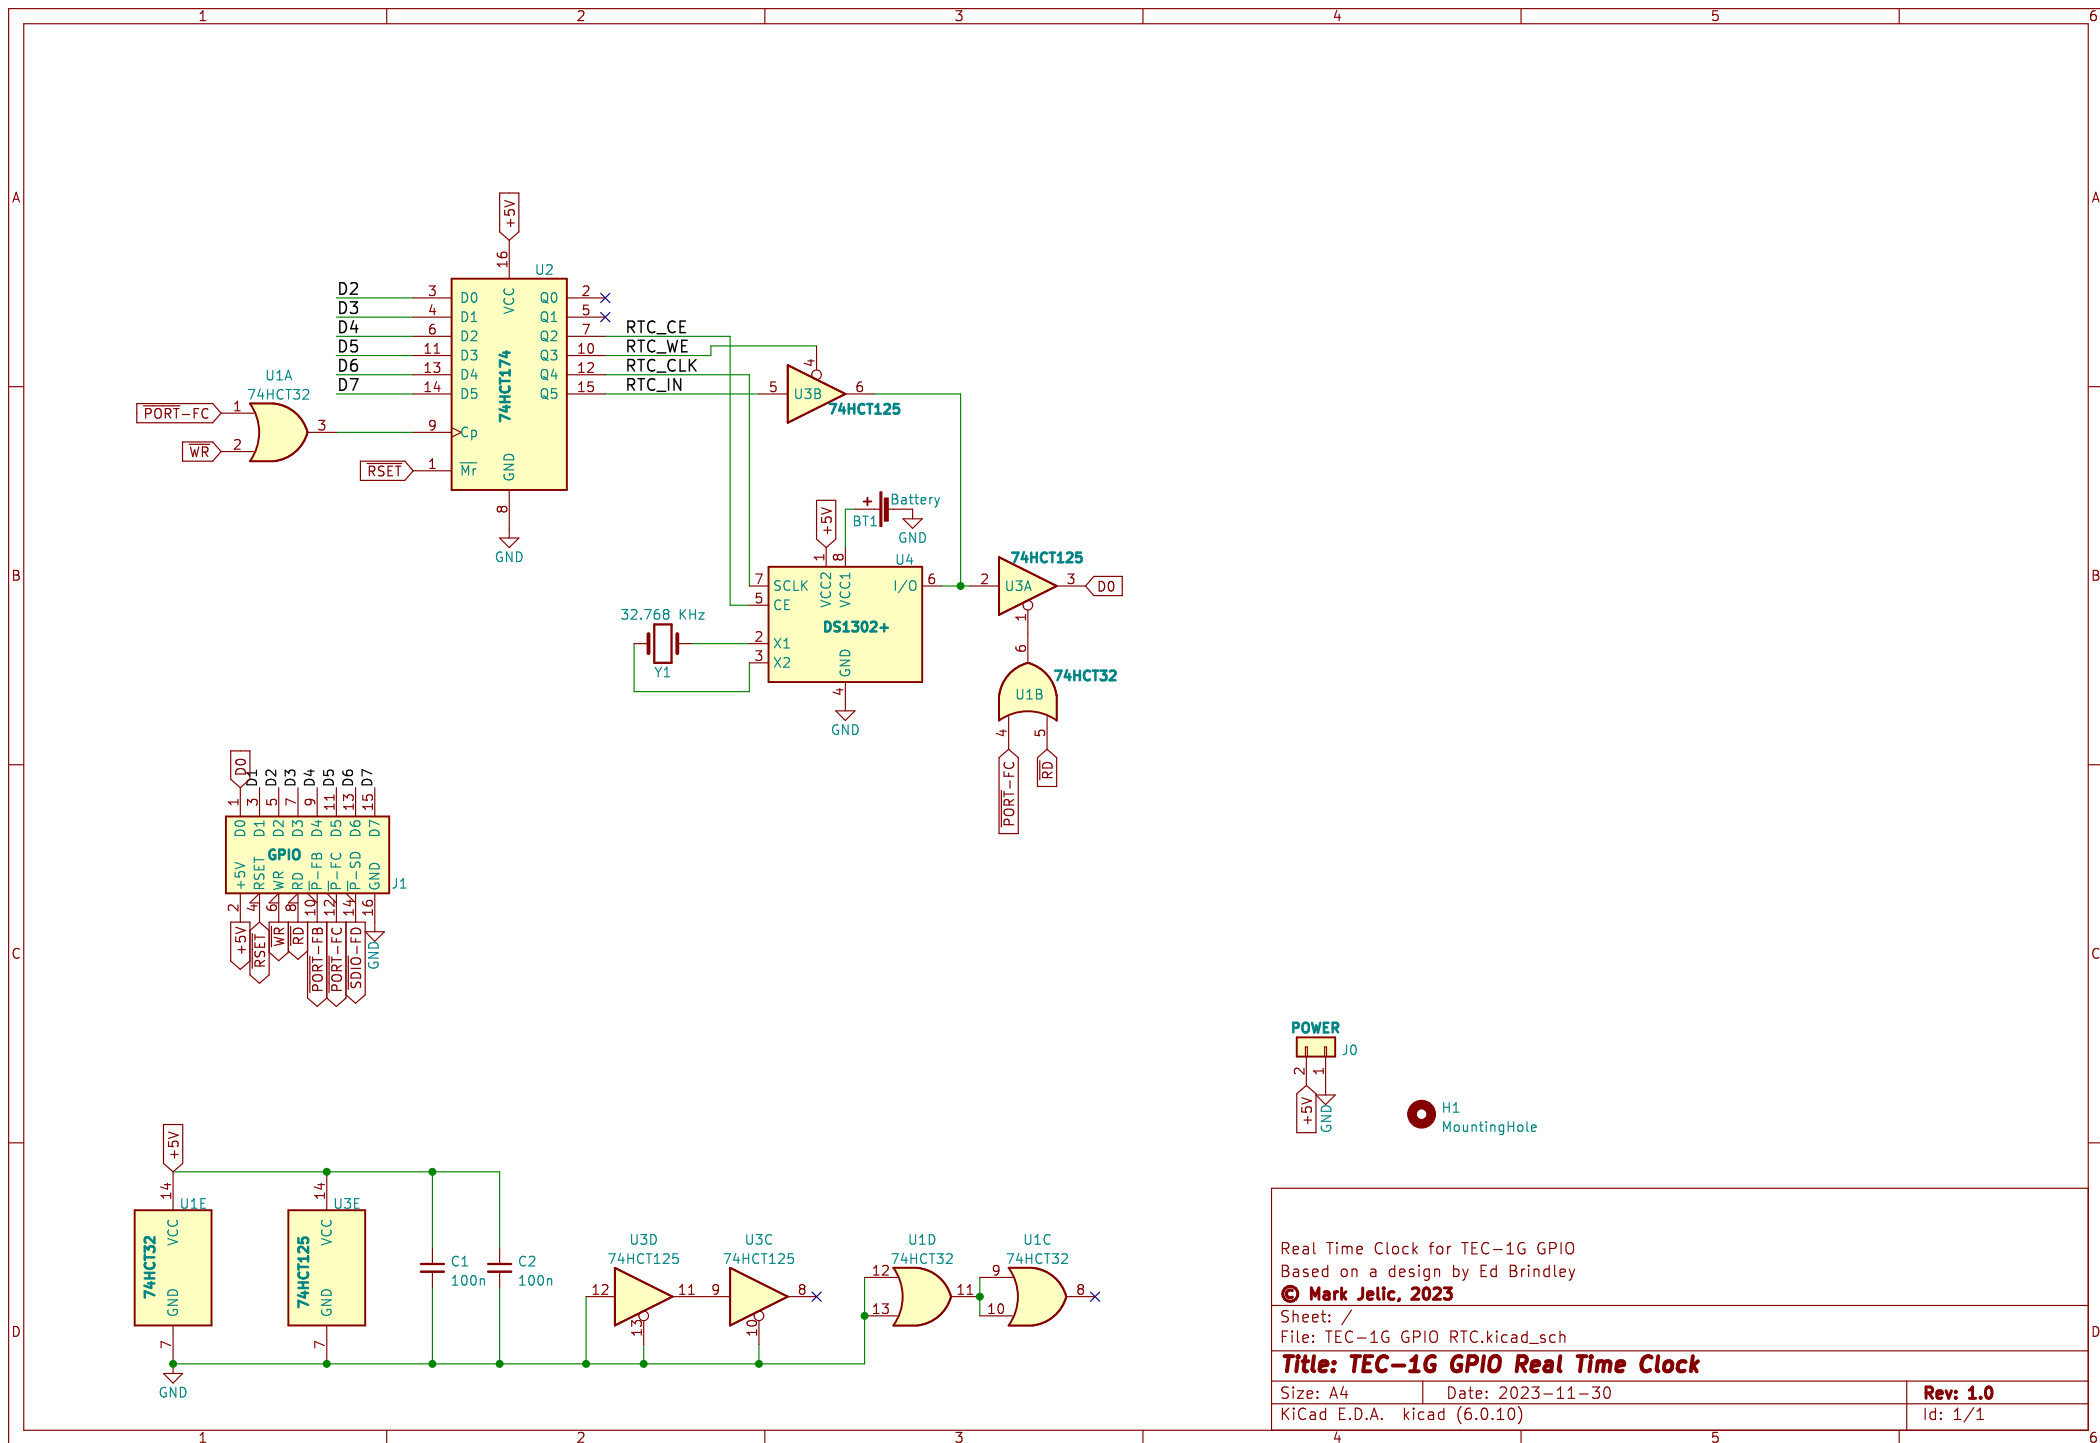 1 2 3 4 5 6
A A
+5V
16
U2
D2 3 D0 VCC Q0 2
D3 4 D1 Q1 5
D4 6 D2 Q2 7 RTC_CE
D5 11 D3 Q3 10 RTC_WE
D6 13 D4 Q4 12 RTC_CLK
D7 14 D5 Q5 15 RTC_IN
74HCT174
9 Cp
1 Mr GND
RSET
8
GND
U1A
74HCT32
PORT-FC 1
WR 2
3
4
5 U3B 6
74HCT125
B B
+5V
+ Battery
BT1
GND
1 8 U4
7 SCLK VCC2 VCC1 I/O 6
5 CE
DS1302+
2 X1
3 X2 GND
4
GND
32.768 KHz
Y1
74HCT125
2 U3A 3 D0
1
6
74HCT32
U1B
4 5
PORT-FC RD
D0 D1 D2 D3 D4 D5 D6 D7
1 3 5 7 9 11 13 15
D0 D1 D2 D3 D4 D5 D6 D7
GPIO
+5V RSET WR RD P-FB P-FC P-SD GND
J1
2 4 6 8 10 12 14 16
+5V RSET WR RD PORT-FB PORT-FC SDIO-FD GND
C C
POWER
J0
2 1
+5V GND
H1
MountingHole
+5V
14 U1E
VCC
74HCT32
GND
7
GND
14 U3E
VCC
74HCT125
GND
7
C1
100n
C2
100n
U3D
74HCT125
12 11
13
U3C
74HCT125
9 8
10
U1D
74HCT32
12
13
11
U1C
74HCT32
9
10
8
D D
Real Time Clock for TEC-1G GPIO
Based on a design by Ed Brindley
© Mark Jelic, 2023
Sheet: /
File: TEC-1G GPIO RTC.kicad_sch
Title: TEC-1G GPIO Real Time Clock
Size: A4 Date: 2023-11-30 Rev: 1.0
KiCad E.D.A. kicad (6.0.10) Id: 1/1
1 2 3 4 5 6